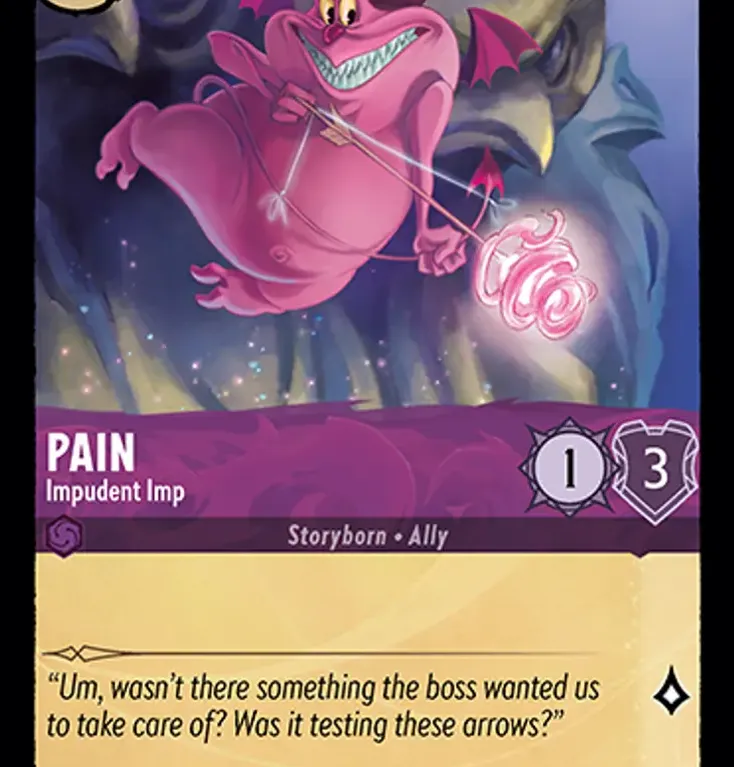 PAIN
Impudent Imp
1
3
Storyborn • Ally
“Um, wasn’t there something the boss wanted us
to take care of? Was it testing these arrows?”